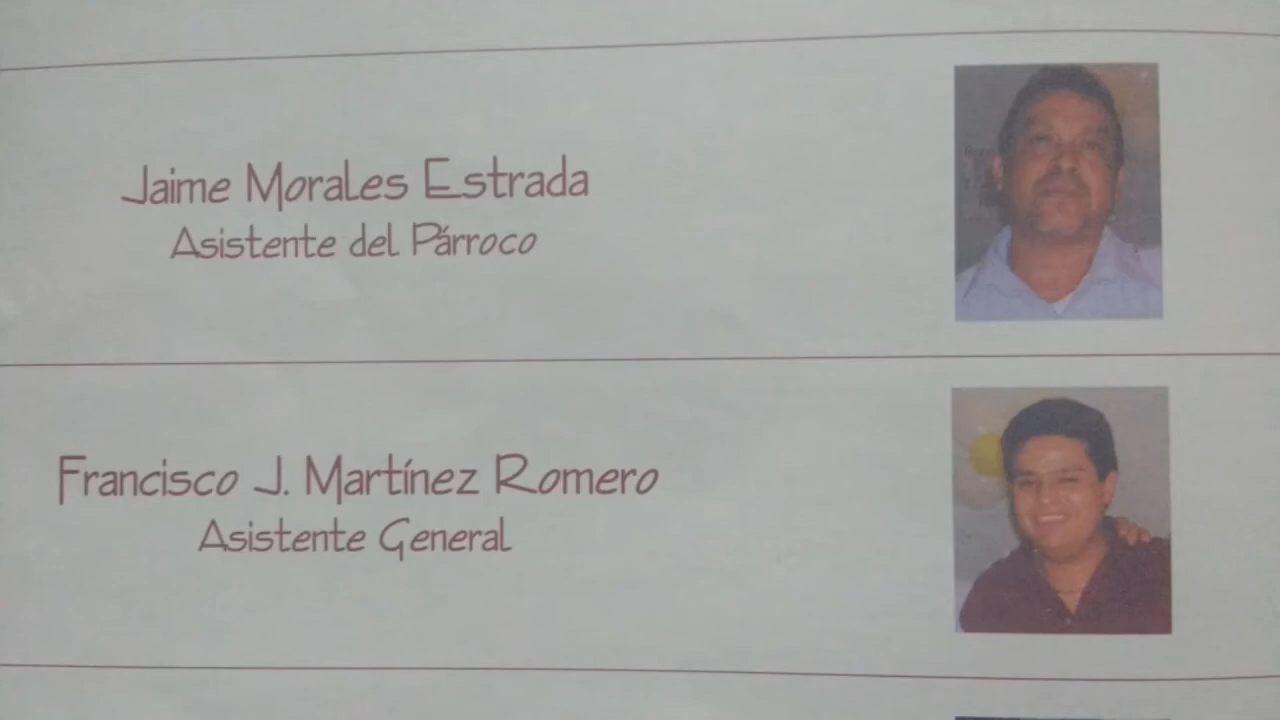 Jaime Morales Estrada
Asistente del Párroco
Francisco J. Martínez Romero
Asistente General